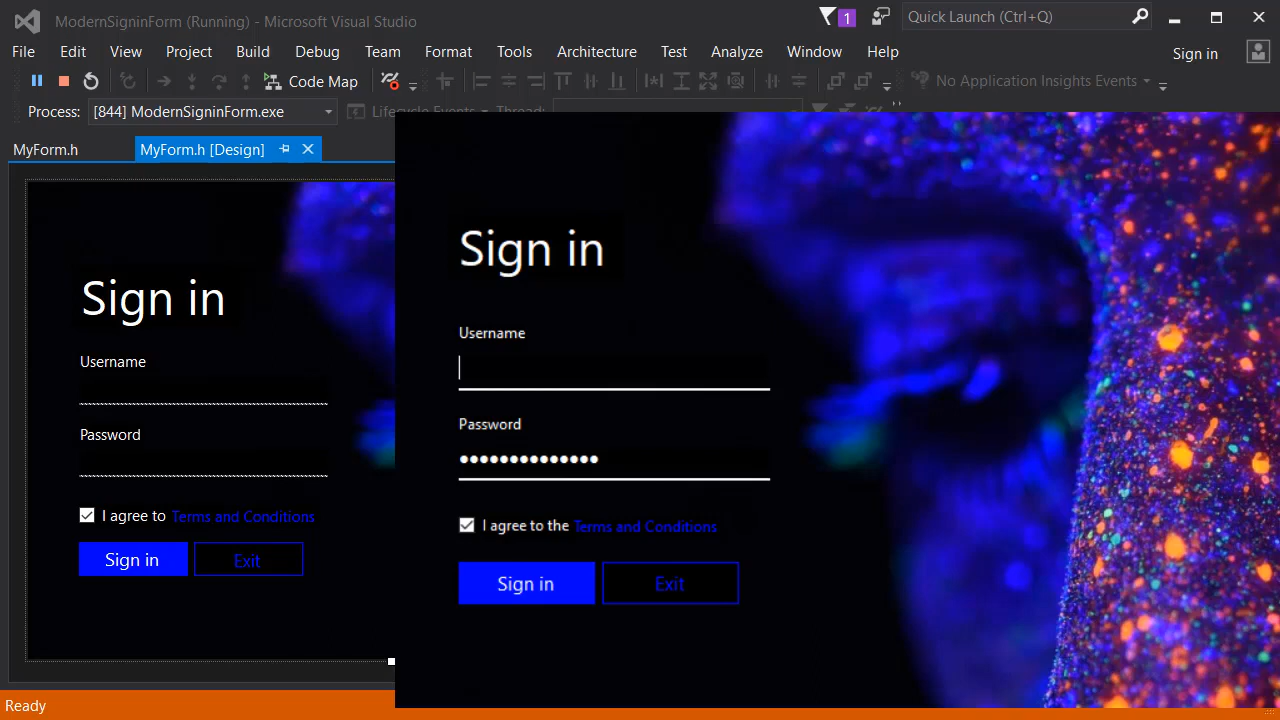 ModernSigninForm (Running) - Microsoft Visual Studio
1
Quick Launch (Ctrl+Q)
File Edit View Project Build Debug Team Format Tools Architecture Test Analyze Window Help
Sign in
Code Map
No Application Insights Events
Process: [844] ModernSigninForm.exe
Lifecycle Events Thread:
MyForm.h
MyForm.h [Design]
Sign in
Username
Password
I agree to Terms and Conditions
Sign in
Exit
Sign in
Username
Password
●●●●●●●●●●●●●●
I agree to the Terms and Conditions
Sign in
Exit
Ready